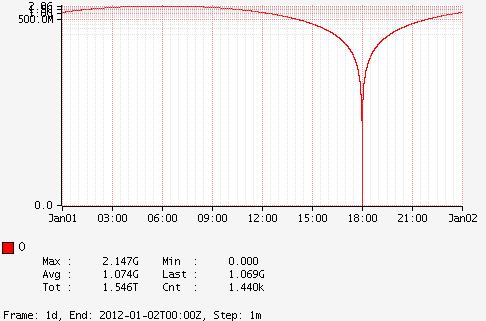 500.0M
0.0
Jan01 03:00 06:00 09:00 12:00 15:00 18:00 21:00 Jan02
0
Max : 2.147G Min : 0.000
Avg : 1.074G Last : 1.069G
Tot : 1.546T Cnt : 1.440k
Frame: 1d, End: 2012-01-02T00:00Z, Step: 1m